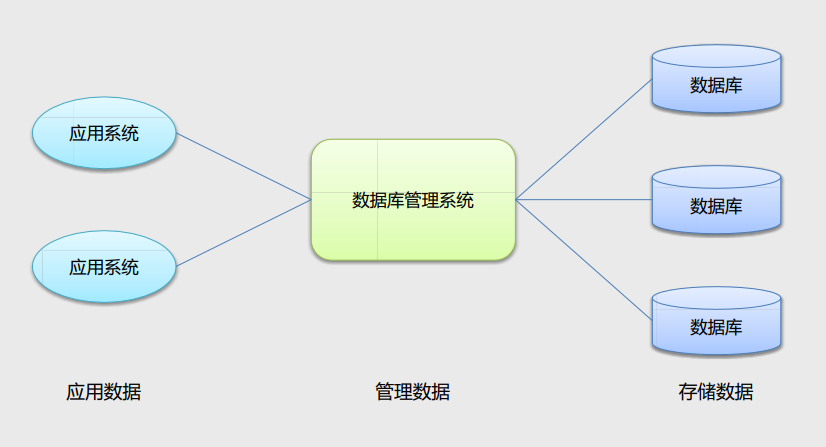 数据库
应用系统
数据库管理系统
数据库
应用系统
数据库
应用数据
管理数据
存储数据